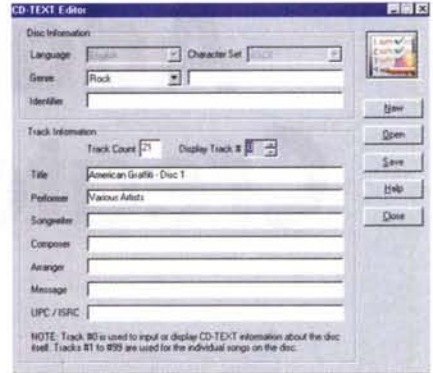 CD-TEXT Editor
Disc Information
Language English Character Set ASCII
Genre Rock
Identifier
New
Open
Save
Help
Close
Track Information
Track Count 21 Display Track # 0
Title American Graffiti - Disc 1
Performer Various Artists
Songwriter
Composer
Arranger
Message
UPC / ISRC
NOTE: Track #0 is used to input or display CD-TEXT information about the disc
itself. Tracks #1 to #99 are used for the individual songs on the disc.